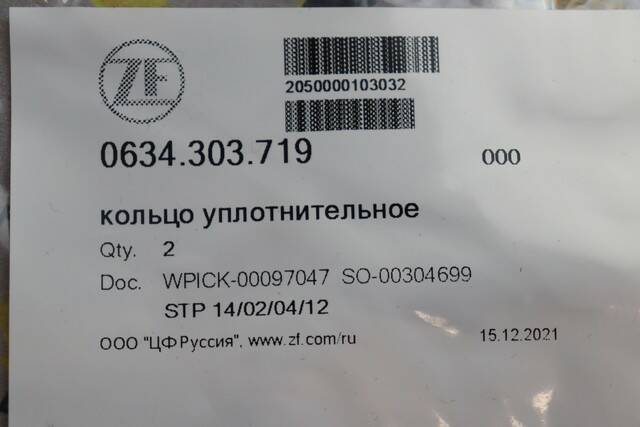 ZF
2050000103032
0634.303.719 000
кольцо уплотнительное
Qty. 2
Doc. WPICK-00097047 SO-00304699
STP 14/02/04/12
ООО "ЦФ Руссия", www.zf.com/ru 15.12.2021